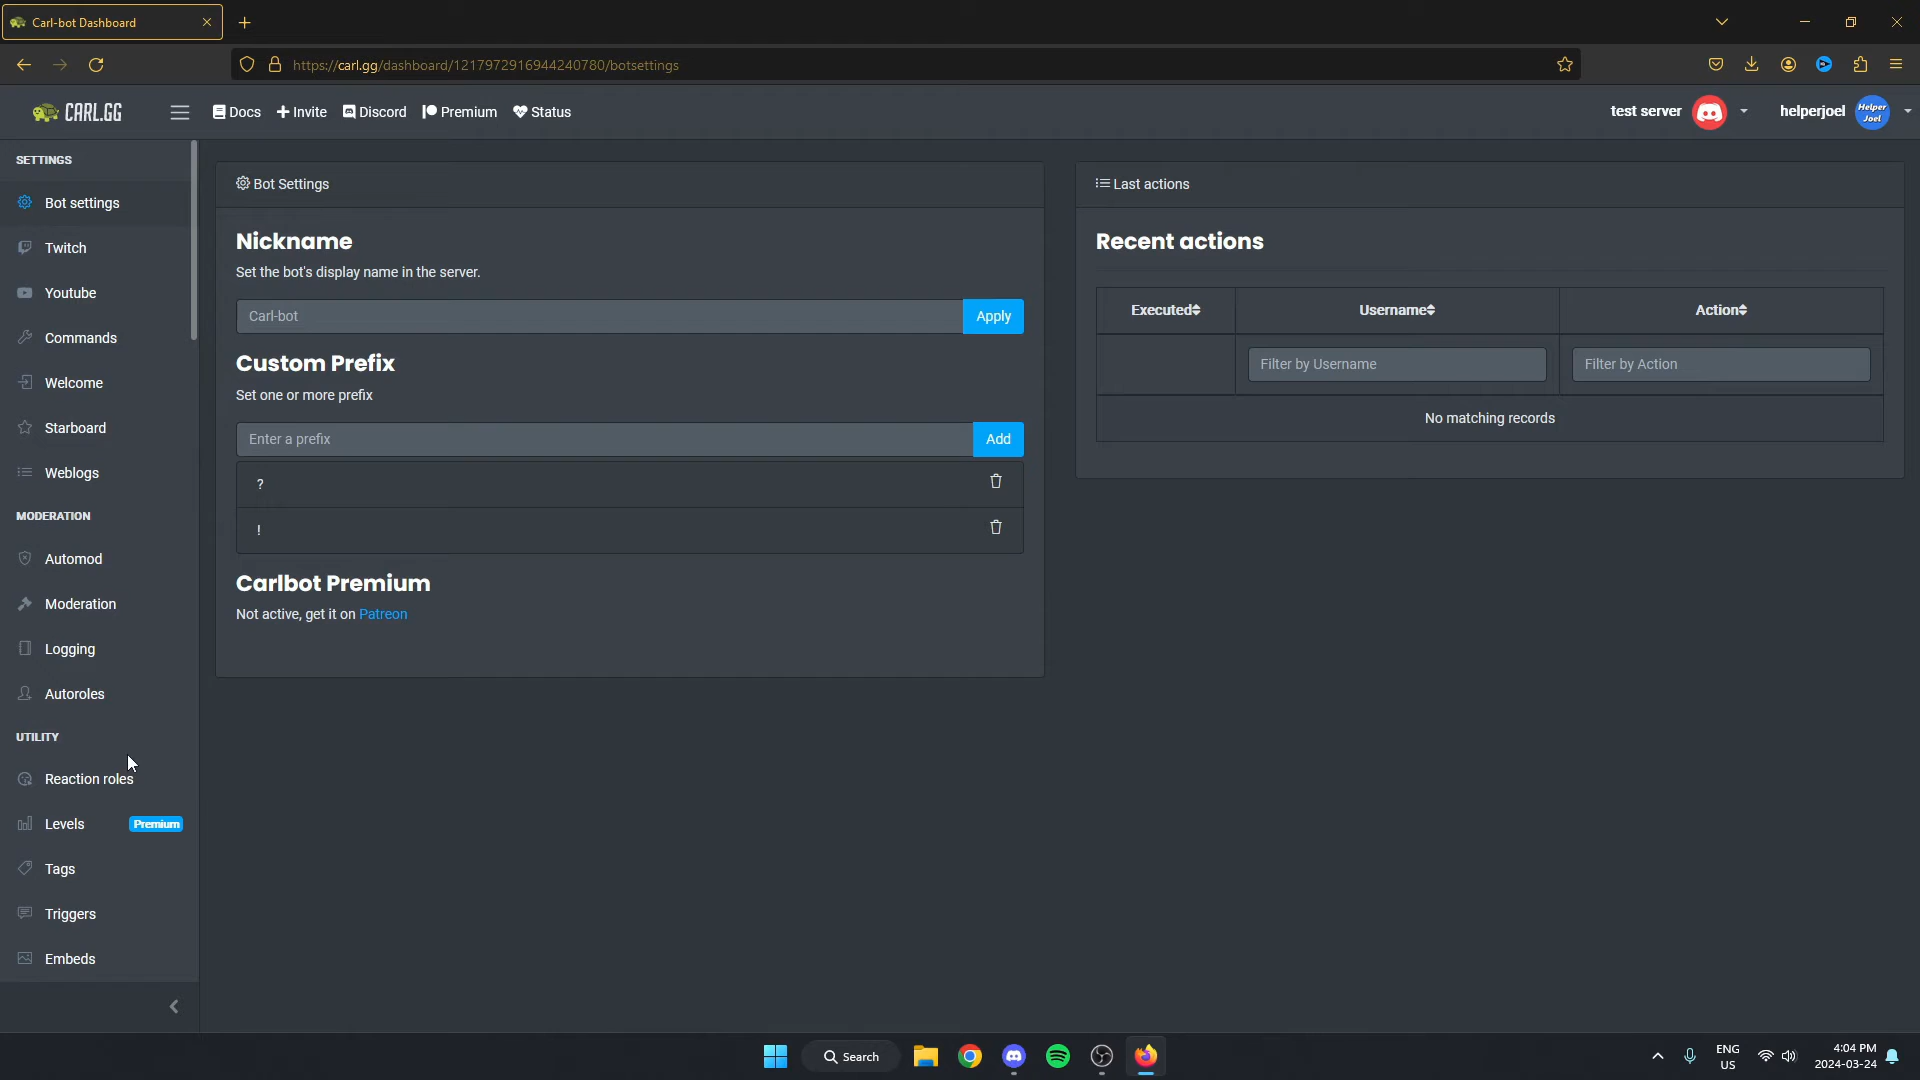 Carl-bot Dashboard
https://carl.gg/dashboard/1217972916944240780/botsettings
CARL.GG
Docs
Invite
Discord
Premium
Status
test server
helperjoel
Helper
Joel
SETTINGS
Bot settings
Twitch
Youtube
Commands
Welcome
Starboard
Weblogs
MODERATION
Automod
Moderation
Logging
Autoroles
UTILITY
Reaction roles
Levels Premium
Tags
Triggers
Embeds
Bot Settings
Nickname
Set the bot's display name in the server.
Carl-bot
Apply
Custom Prefix
Set one or more prefix
Enter a prefix
Add
?
!
Carlbot Premium
Not active, get it on Patreon
Last actions
Recent actions
Executed
Username
Action
Filter by Username
Filter by Action
No matching records
Search
ENG
US
4:04 PM
2024-03-24